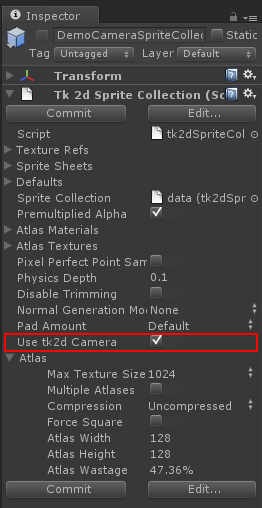 Inspector
DemoCameraSpriteCollec
Static
Tag Untagged Layer Default
Transform
Tk 2d Sprite Collection (Sc
Commit Edit...
Script tk2dSpriteCol
Texture Refs
Sprite Sheets
Defaults
Sprite Collection data (tk2dSpr
Premultiplied Alpha
Atlas Materials
Atlas Textures
Pixel Perfect Point Sam
Physics Depth 0.1
Disable Trimming
Normal Generation Mo None
Pad Amount Default
Use tk2d Camera
Atlas
Max Texture Size 1024
Multiple Atlases
Compression Uncompressed
Force Square
Atlas Width 128
Atlas Height 128
Atlas Wastage 47.36%
Commit Edit...